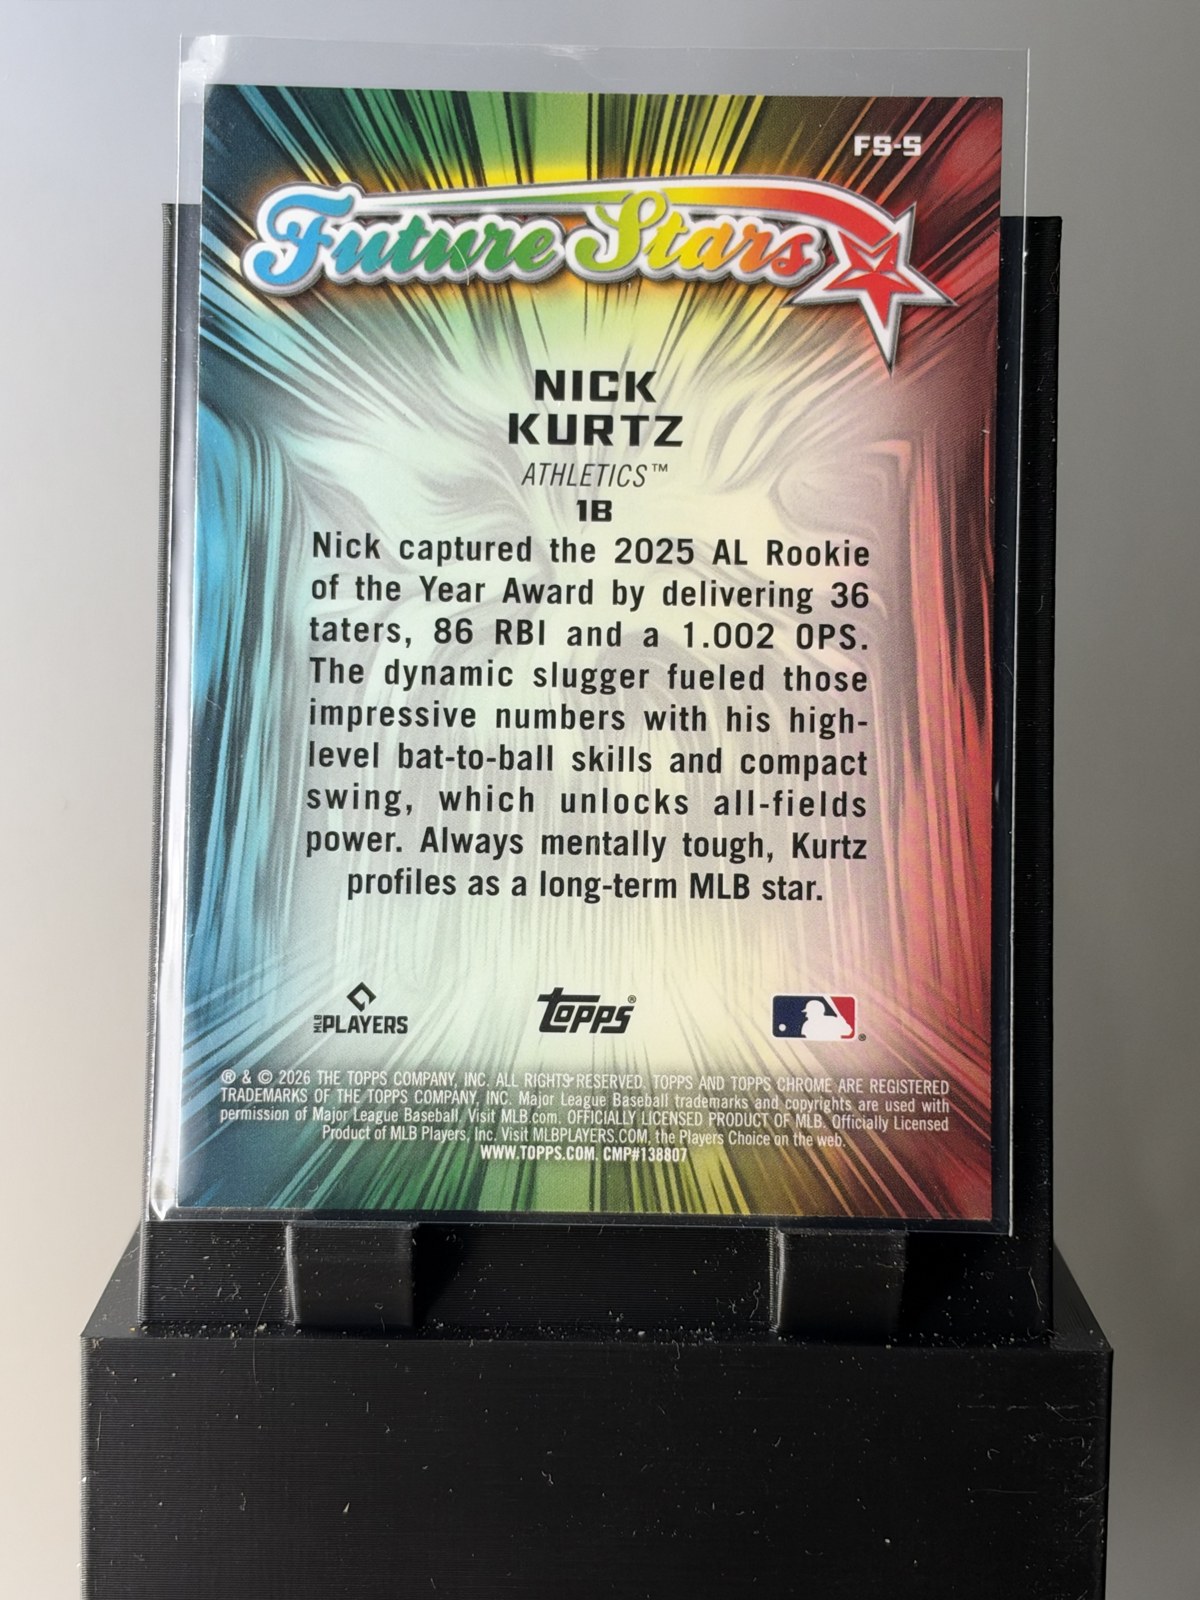 FS-5
Future Stars
NICK
KURTZ
ATHLETICS™
1B
Nick captured the 2025 AL Rookie
of the Year Award by delivering 36
taters, 86 RBI and a 1.002 OPS.
The dynamic slugger fueled those
impressive numbers with his high-
level bat-to-ball skills and compact
swing, which unlocks all-fields
power. Always mentally tough, Kurtz
profiles as a long-term MLB star.
MLB PLAYERS topps®
® & © 2026 THE TOPPS COMPANY, INC. ALL RIGHTS RESERVED. TOPPS AND TOPPS CHROME ARE REGISTERED
TRADEMARKS OF THE TOPPS COMPANY, INC. Major League Baseball trademarks and copyrights are used with
permission of Major League Baseball. Visit MLB.com. OFFICIALLY LICENSED PRODUCT OF MLB. Officially Licensed
Product of MLB Players, Inc. Visit MLBPLAYERS.COM, the Players Choice on the web.
WWW.TOPPS.COM. CMP#138807